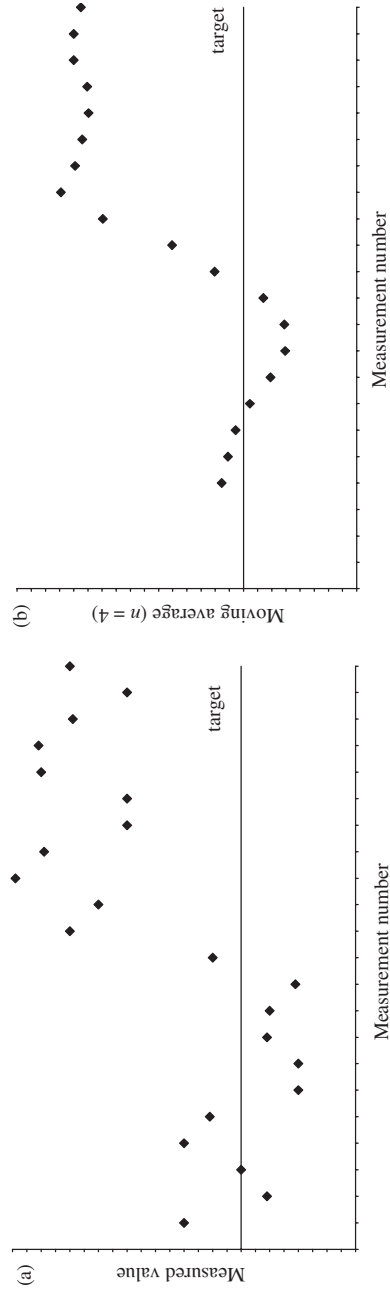 (a)
Measured value
target
Measurement number
(b)
Moving average (n = 4)
target
Measurement number